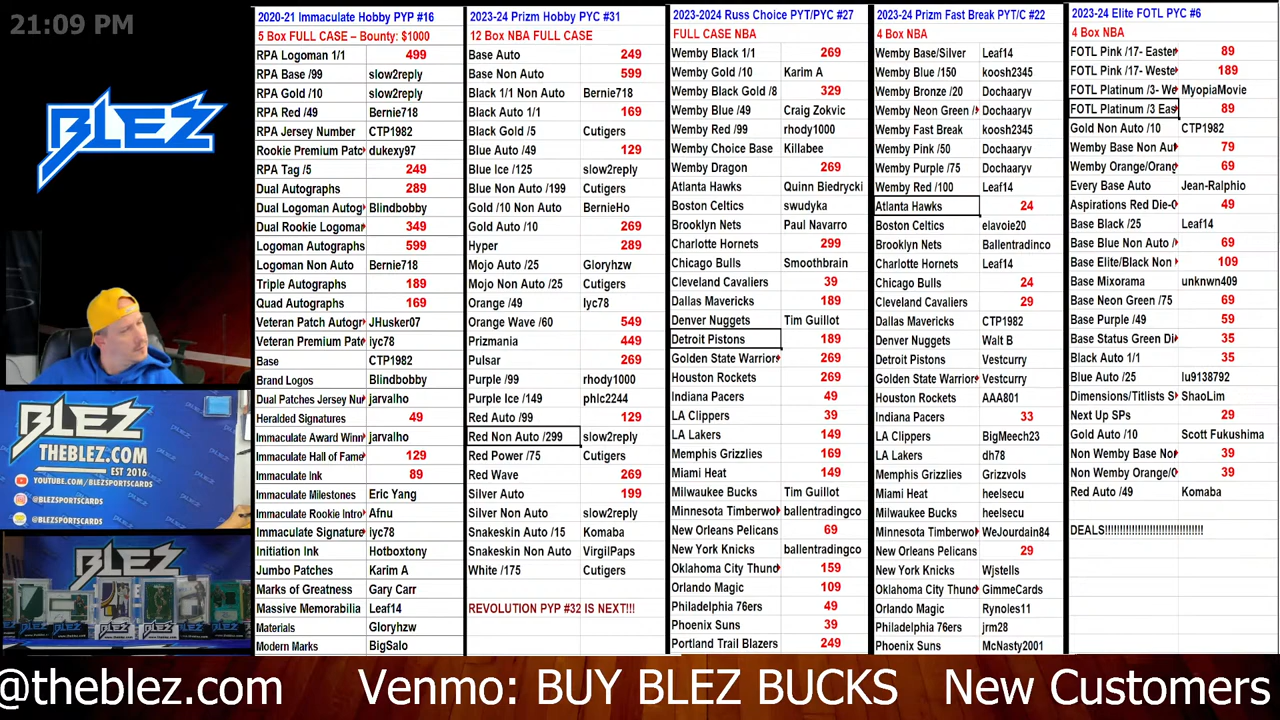 21:09 PM
BLEZ
BLEZ
THEBLEZ.COM
EST 2016
YOUTUBE.COM/BLEZSPORTSCARDS
@BLEZSPORTSCARDS
@BLEZSPORTSCARDS
BLEZ
2020-21 Immaculate Hobby PYP #16
5 Box FULL CASE – Bounty: $1000
RPA Logoman 1/1 499
RPA Base /99 slow2reply
RPA Gold /10 slow2reply
RPA Red /49 Bernie718
RPA Jersey Number CTP1982
Rookie Premium Patc dukexy97
RPA Tag /5 249
Dual Autographs 289
Dual Logoman Autog Blindbobby
Dual Rookie Logoma 349
Logoman Autographs 599
Logoman Non Auto Bernie718
Triple Autographs 189
Quad Autographs 169
Veteran Patch Autogr JHusker07
Veteran Premium Pat iyc78
Base CTP1982
Brand Logos Blindbobby
Dual Patches Jersey Nu jarvalho
Heralded Signatures 49
Immaculate Award Winn jarvalho
Immaculate Hall of Fame 129
Immaculate Ink 89
Immaculate Milestones Eric Yang
Immaculate Rookie Intro Afnu
Immaculate Signature iyc78
Initiation Ink Hotboxtony
Jumbo Patches Karim A
Marks of Greatness Gary Carr
Massive Memorabilia Leaf14
Materials Gloryhzw
Modern Marks BigSalo
2023-24 Prizm Hobby PYC #31
12 Box NBA FULL CASE
Base Auto 249
Base Non Auto 599
Black 1/1 Non Auto Bernie718
Black Auto 1/1 169
Black Gold /5 Cutigers
Blue Auto /49 129
Blue Ice /125 slow2reply
Blue Non Auto /199 Cutigers
Gold /10 Non Auto BernieHo
Gold Auto /10 269
Hyper 289
Mojo Auto /25 Gloryhzw
Mojo Non Auto /25 Cutigers
Orange /49 Iyc78
Orange Wave /60 549
Prizmania 449
Pulsar 269
Purple /99 rhody1000
Purple Ice /149 phlc2244
Red Auto /99 129
Red Non Auto /299 slow2reply
Red Power /75 Cutigers
Red Wave 269
Silver Auto 199
Silver Non Auto slow2reply
Snakeskin Auto /15 Komaba
Snakeskin Non Auto VirgilPaps
White /175 Cutigers
REVOLUTION PYP #32 IS NEXT!!!
2023-2024 Russ Choice PYT/PYC #27
FULL CASE NBA
Wemby Black 1/1 269
Wemby Gold /10 Karim A
Wemby Black Gold /8 329
Wemby Blue /49 Craig Zokvic
Wemby Red /99 rhody1000
Wemby Choice Base Killabee
Wemby Dragon 269
Atlanta Hawks Quinn Biedrycki
Boston Celtics swudyka
Brooklyn Nets Paul Navarro
Charlotte Hornets 299
Chicago Bulls Smoothbrain
Cleveland Cavaliers 39
Dallas Mavericks 189
Denver Nuggets Tim Guillot
Detroit Pistons 189
Golden State Warrior 269
Houston Rockets 269
Indiana Pacers 49
LA Clippers 39
LA Lakers 149
Memphis Grizzlies 169
Miami Heat 149
Milwaukee Bucks Tim Guillot
Minnesota Timberwo ballentradingco
New Orleans Pelicans 69
New York Knicks ballentradingco
Oklahoma City Thund 159
Orlando Magic 109
Philadelphia 76ers 49
Phoenix Suns 39
Portland Trail Blazers 249
2023-24 Prizm Fast Break PYT/C #22
4 Box NBA
Wemby Base/Silver Leaf14
Wemby Blue /150 koosh2345
Wemby Bronze /20 Dochaaryv
Wemby Neon Green / Dochaaryv
Wemby Fast Break koosh2345
Wemby Pink /50 Dochaaryv
Wemby Purple /75 Dochaaryv
Wemby Red /100 Leaf14
Atlanta Hawks 24
Boston Celtics elavoie20
Brooklyn Nets Ballentradinco
Charlotte Hornets Leaf14
Chicago Bulls 24
Cleveland Cavaliers 29
Dallas Mavericks CTP1982
Denver Nuggets Walt B
Detroit Pistons Vestcurry
Golden State Warrior Vestcurry
Houston Rockets AAA801
Indiana Pacers 33
LA Clippers BigMeech23
LA Lakers dh78
Memphis Grizzlies Grizzvols
Miami Heat heelsecu
Milwaukee Bucks heelsecu
Minnesota Timberwo WeJourdain84
New Orleans Pelicans 29
New York Knicks Wjstells
Oklahoma City Thund GimmeCards
Orlando Magic Rynoles11
Philadelphia 76ers jrm28
Phoenix Suns McNasty2001
2023-24 Elite FOTL PYC #6
4 Box NBA
FOTL Pink /17- Easter 89
FOTL Pink /17- Weste 189
FOTL Platinum /3- We MyopiaMovie
FOTL Platinum /3 Eas 89
Gold Non Auto /10 CTP1982
Wemby Base Non Au 79
Wemby Orange/Orang 69
Every Base Auto Jean-Ralphio
Aspirations Red Die-C 49
Base Black /25 Leaf14
Base Blue Non Auto / 69
Base Elite/Black Non 109
Base Mixorama unknwn409
Base Neon Green /75 69
Base Purple /49 59
Base Status Green Di 35
Black Auto 1/1 35
Blue Auto /25 lu9138792
Dimensions/Titlists S ShaoLim
Next Up SPs 29
Gold Auto /10 Scott Fukushima
Non Wemby Base Nor 39
Non Wemby Orange/O 39
Red Auto /49 Komaba
DEALS!!!!!!!!!!!!!!!!!!!!!!!!!!!!!!!!!!
@theblez.com Venmo: BUY BLEZ BUCKS New Customers